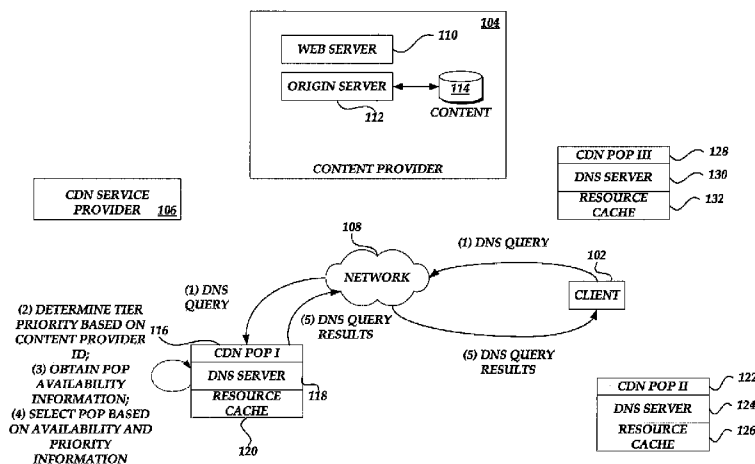 104
WEB SERVER
110
ORIGIN SERVER
114
112
CONTENT
CONTENT PROVIDER
CDN POP III
128
DNS SERVER
130
RESOURCE
CACHE
132
CDN SERVICE
PROVIDER 106
108
(1) DNS QUERY
102
NETWORK
CLIENT
(1) DNS
QUERY
(2) DETERMINE TIER
PRIORITY BASED ON
CONTENT PROVIDER
ID;
(3) OBTAIN POP
AVAILABILITY
INFORMATION;
(4) SELECT POP BASED
ON AVAILABILITY AND
PRIORITY
INFORMATION
116
(5) DNS QUERY
RESULTS
(5) DNS QUERY
RESULTS
CDN POP I
DNS SERVER
118
RESOURCE
CACHE
120
CDN POP II
122
DNS SERVER
124
RESOURCE
CACHE
126